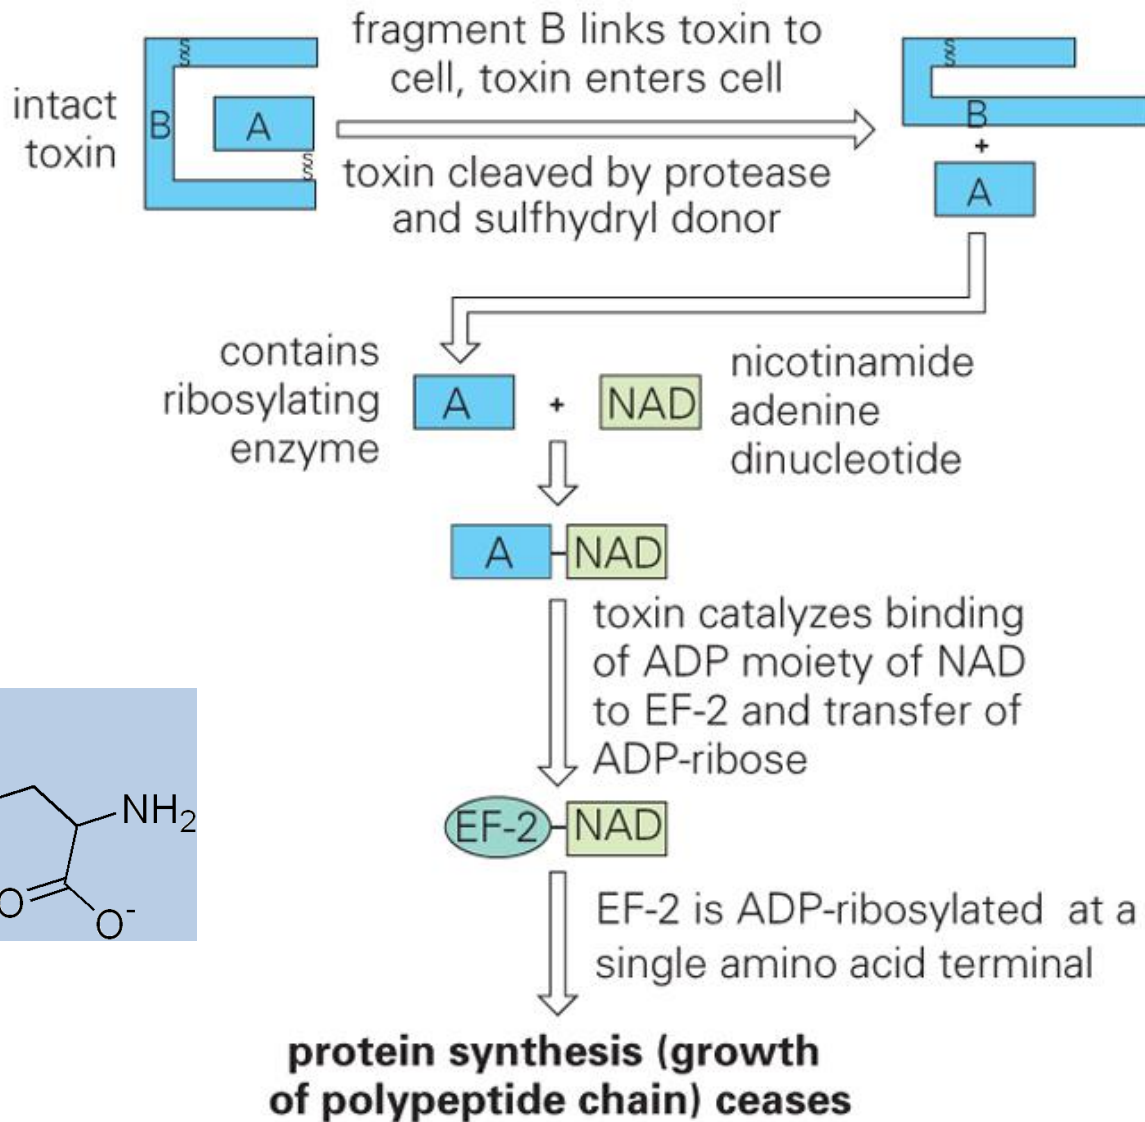 fragment B links toxin to
cell, toxin enters cell
intact
toxin
S
S
B
A
S
S
toxin cleaved by protease
and sulfhydryl donor
S
S
B
+
A
contains
ribosylating
enzyme
A + NAD
nicotinamide
adenine
dinucleotide
A NAD
toxin catalyzes binding
of ADP moiety of NAD
to EF-2 and transfer of
ADP-ribose
NH2
O
O-
EF-2 NAD
EF-2 is ADP-ribosylated at a
single amino acid terminal
protein synthesis (growth
of polypeptide chain) ceases